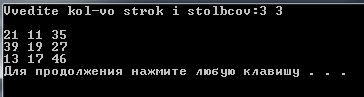 Vvedite kol-vo strok i stolbcov:3 3
21 11 35
39 19 27
13 17 46
Для продолжения нажмите любую клавишу . . .